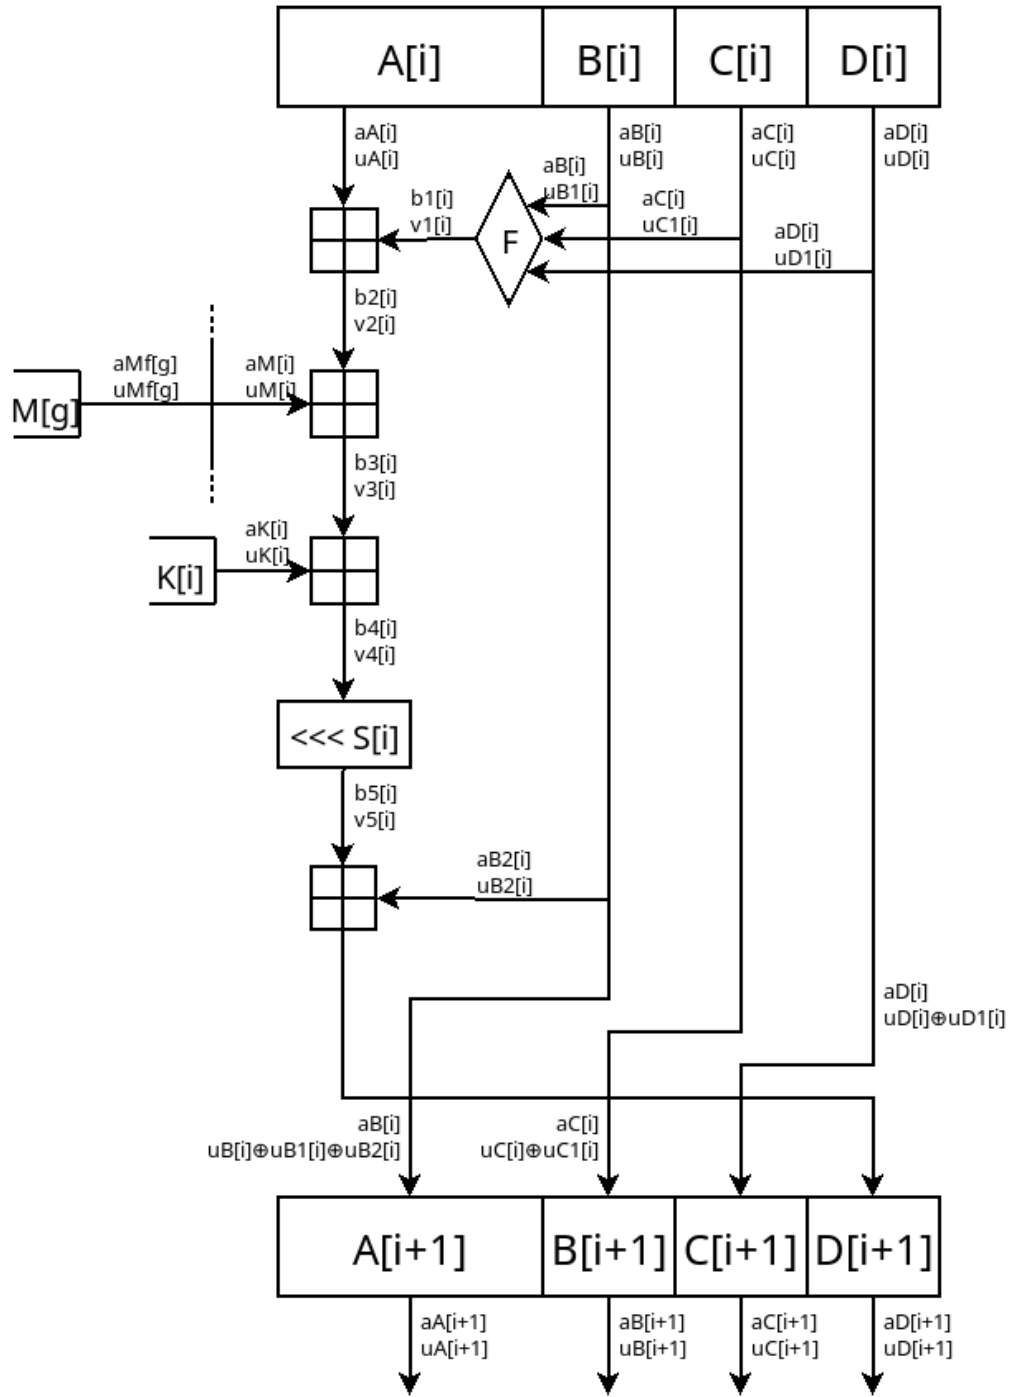 A[i] B[i] C[i] D[i]
aA[i]
uA[i]
aB[i]
uB[i]
aC[i]
uC[i]
aD[i]
uD[i]
aB[i]
uB1[i]
b1[i]
v1[i]
aC[i]
uC1[i]
aD[i]
uD1[i]
F
b2[i]
v2[i]
aMf[g]
uMf[g]
aM[i]
uM[i]
M[g]
b3[i]
v3[i]
aK[i]
uK[i]
K[i]
b4[i]
v4[i]
<<< S[i]
b5[i]
v5[i]
aB2[i]
uB2[i]
aD[i]
uD[i]⊕uD1[i]
aB[i]
uB[i]⊕uB1[i]⊕uB2[i]
aC[i]
uC[i]⊕uC1[i]
A[i+1] B[i+1] C[i+1] D[i+1]
aA[i+1]
uA[i+1]
aB[i+1]
uB[i+1]
aC[i+1]
uC[i+1]
aD[i+1]
uD[i+1]